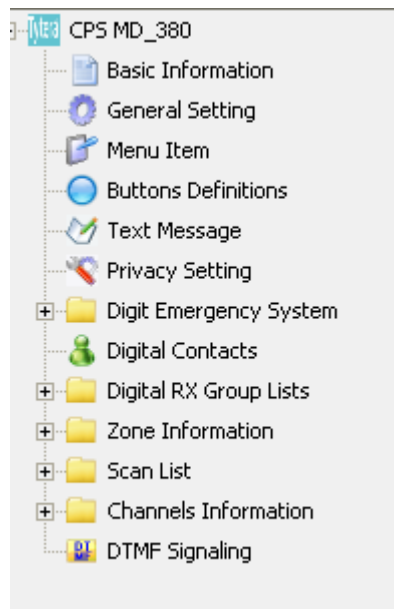 Tytera CPS MD_380
Basic Information
General Setting
Menu Item
Buttons Definitions
Text Message
Privacy Setting
Digit Emergency System
Digital Contacts
Digital RX Group Lists
Zone Information
Scan List
Channels Information
DTMF Signaling